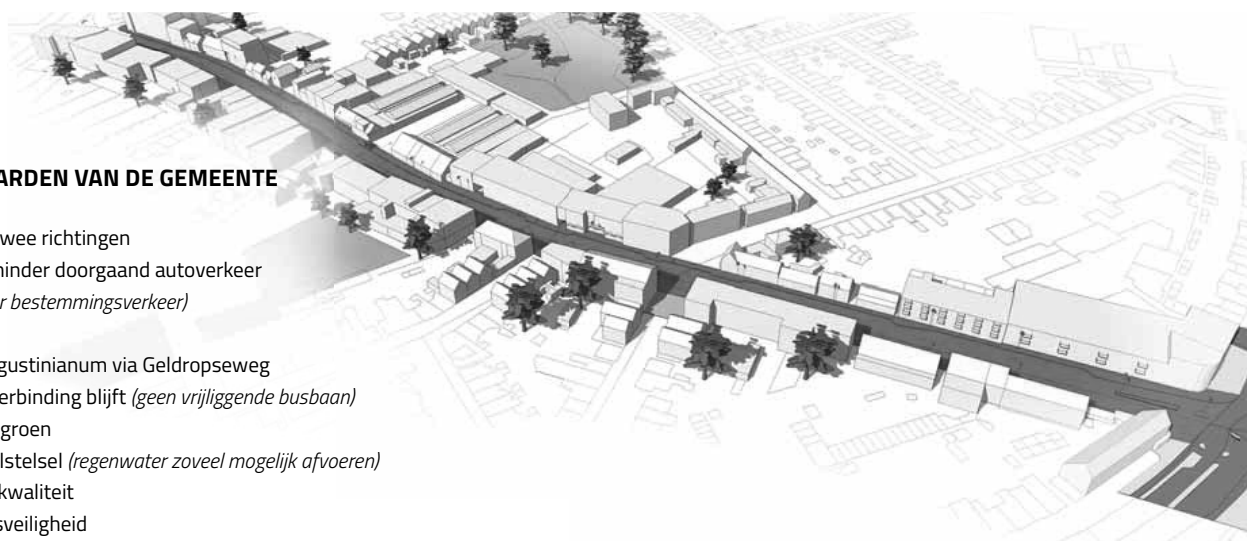 ARDEN VAN DE GEMEENTE
wee richtingen
minder doorgaand autoverkeer
r bestemmingsverkeer)
gustinianum via Geldropseweg
erbinding blijft (geen vrijliggende busbaan)
groen
lstelsel (regenwater zoveel mogelijk afvoeren)
kwaliteit
sveiligheid